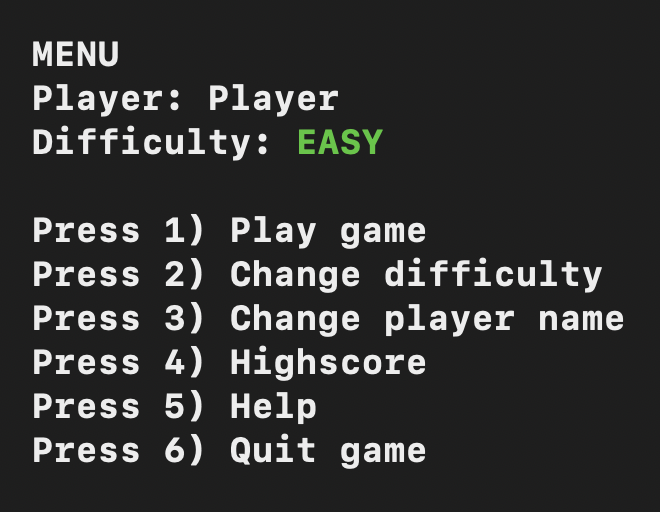 MENU
Player: Player
Difficulty: EASY
Press 1) Play game
Press 2) Change difficulty
Press 3) Change player name
Press 4) Highscore
Press 5) Help
Press 6) Quit game